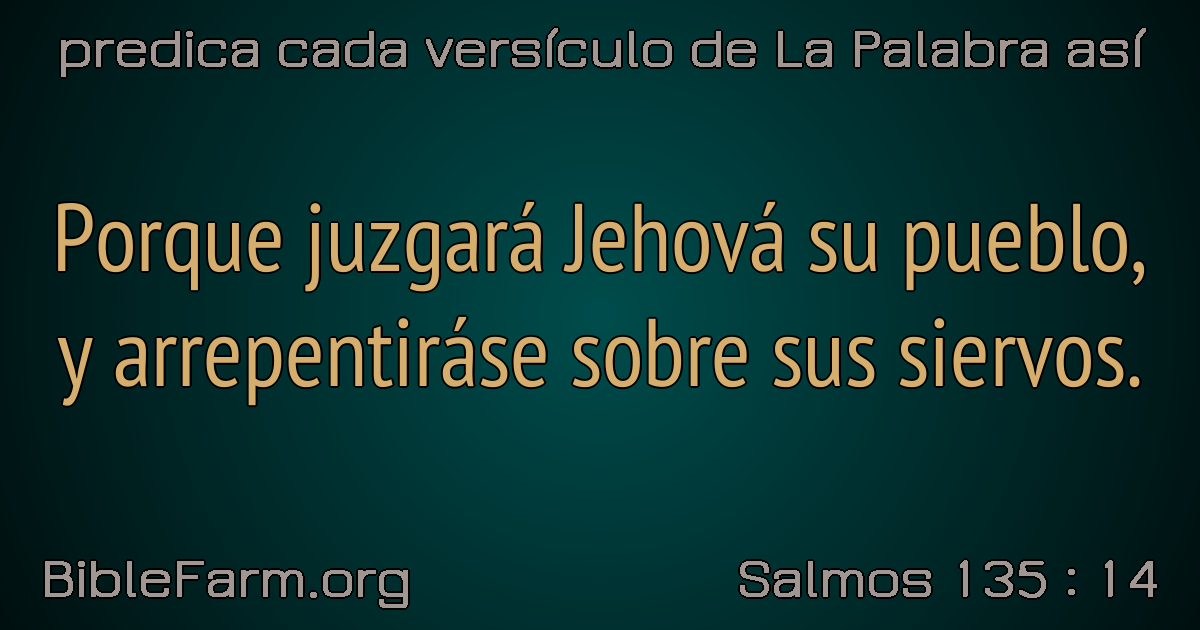 predica cada versículo de La Palabra así
Porque juzgará Jehová su pueblo,
y arrepentiráse sobre sus siervos.
BibleFarm.org
Salmos 135 : 14